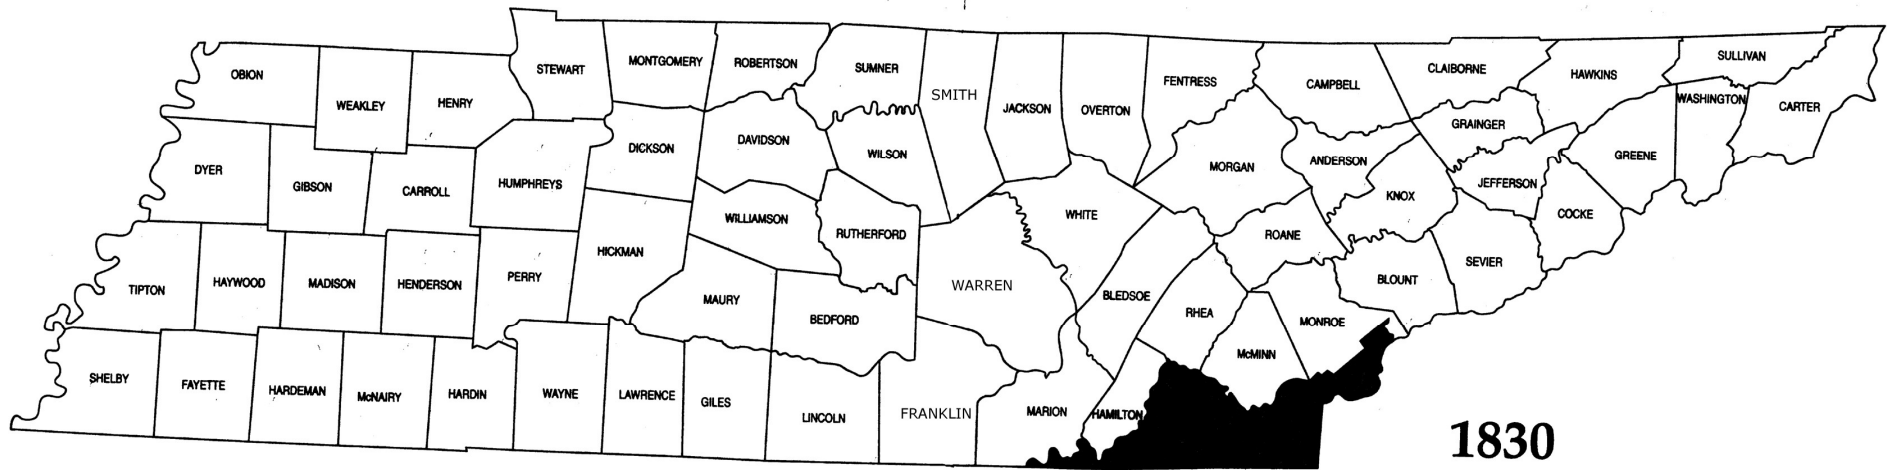 OBION
WEAKLEY
HENRY
STEWART
MONTGOMERY
ROBERTSON
SUMNER
SMITH
JACKSON
OVERTON
FENTRESS
CAMPBELL
CLAIBORNE
HAWKINS
SULLIVAN
WASHINGTON
CARTER
GRAINGER
GREENE
DYER
GIBSON
CARROLL
HUMPHREYS
DICKSON
DAVIDSON
WILSON
MORGAN
ANDERSON
KNOX
JEFFERSON
COCKE
WILLIAMSON
RUTHERFORD
WHITE
ROANE
HICKMAN
TIPTON
HAYWOOD
MADISON
HENDERSON
PERRY
MAURY
BEDFORD
WARREN
BLEDSOE
RHEA
MONROE
BLOUNT
SEVIER
McMINN
SHELBY
FAYETTE
HARDEMAN
McNAIRY
HARDIN
WAYNE
LAWRENCE
GILES
LINCOLN
FRANKLIN
MARION
HAMILTON
1830